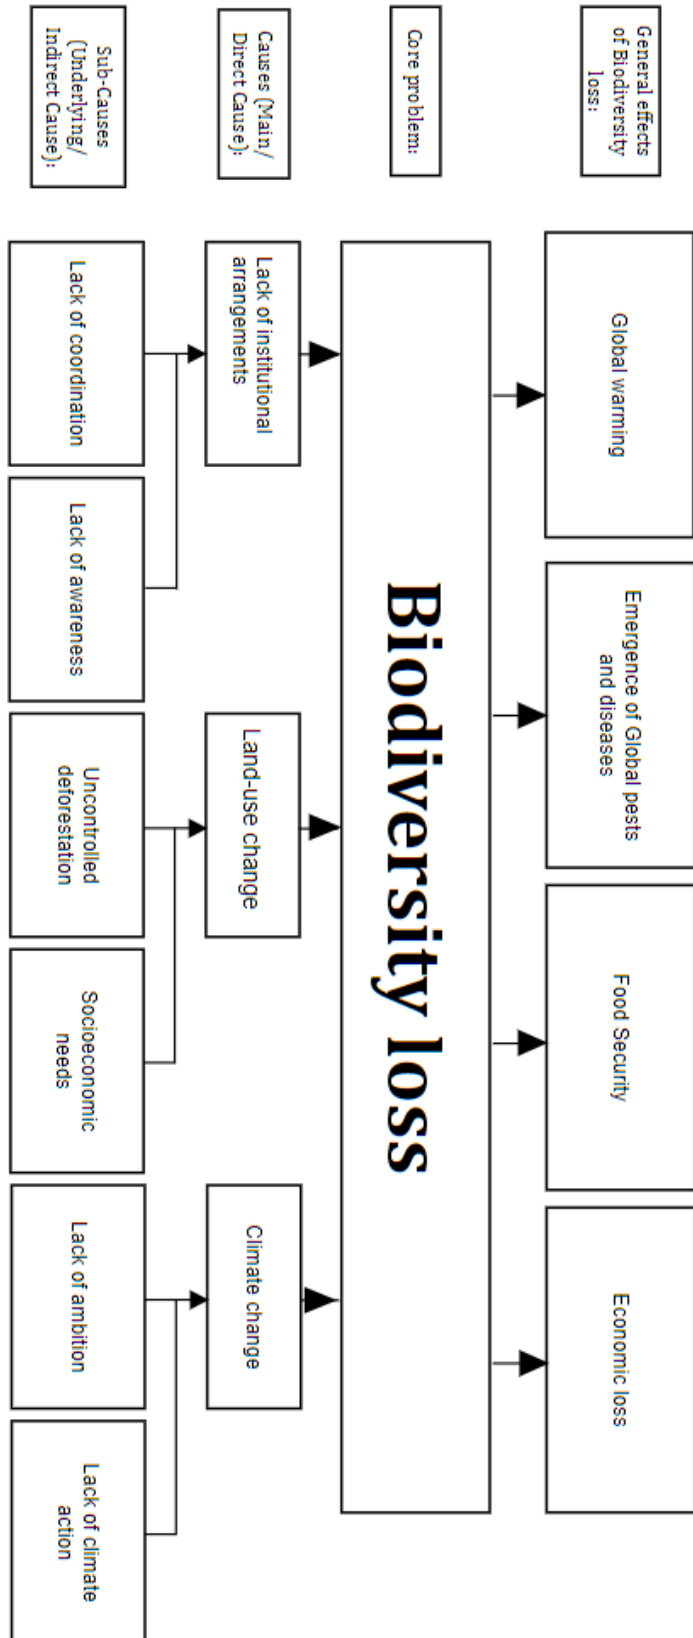 General effects
of Biodiversity
loss:
Global warming
Emergence of Global pests
and diseases
Food Security
Economic loss
Core problem:
Biodiversity loss
Causes (Main/
Direct Cause):
Lack of institutional
arrangements
Land-use change
Climate change
Sub-Causes
(Underlying/
Indirect Cause):
Lack of coordination
Lack of awareness
Uncontrolled
deforestation
Socioeconomic
needs
Lack of ambition
Lack of climate
action